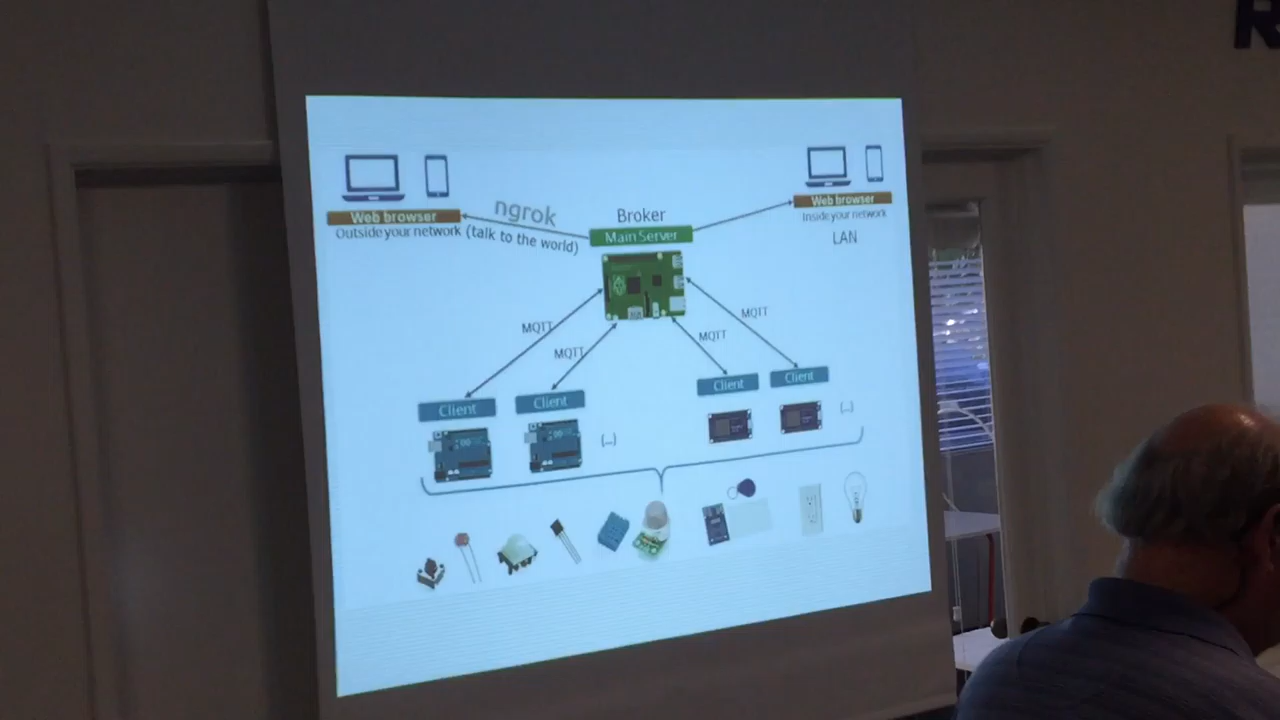 Web browser
Outside your network (talk to the world)
ngrok
Broker
Main Server
Web browser
Inside your network
LAN
MQTT
MQTT
MQTT
MQTT
Client
Client
Client
Client
(...)
(...)